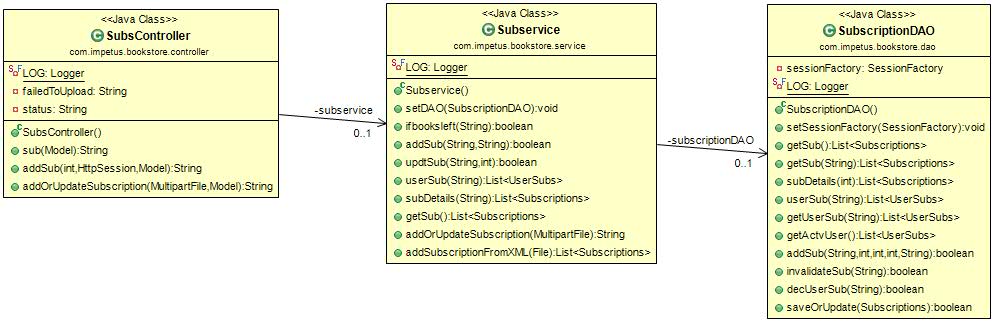 <<Java Class>>
SubsController
com.impetus.bookstore.controller
LOG: Logger
failedToUpload: String
status: String
SubsController()
sub(Model):String
addSub(int,HttpSession,Model):String
addOrUpdateSubscription(MultipartFile,Model):String
-subservice
0..1
<<Java Class>>
Subservice
com.impetus.bookstore.service
LOG: Logger
Subservice()
setDAO(SubscriptionDAO):void
ifbooksleft(String):boolean
addSub(String,String):boolean
updtSub(String,int):boolean
userSub(String):List<UserSubs>
subDetails(String):List<Subscriptions>
getSub():List<Subscriptions>
addOrUpdateSubscription(MultipartFile):String
addSubscriptionFromXML(File):List<Subscriptions>
-subscriptionDAO
0..1
<<Java Class>>
SubscriptionDAO
com.impetus.bookstore.dao
sessionFactory: SessionFactory
LOG: Logger
SubscriptionDAO()
setSessionFactory(SessionFactory):void
getSub():List<Subscriptions>
getSub(String):List<Subscriptions>
subDetails(int):List<Subscriptions>
userSub(String):List<UserSubs>
getUserSub(String):List<UserSubs>
getActvUser():List<UserSubs>
addSub(String,int,int,int,String):boolean
invalidateSub(String):boolean
decUserSub(String):boolean
saveOrUpdate(Subscriptions):boolean